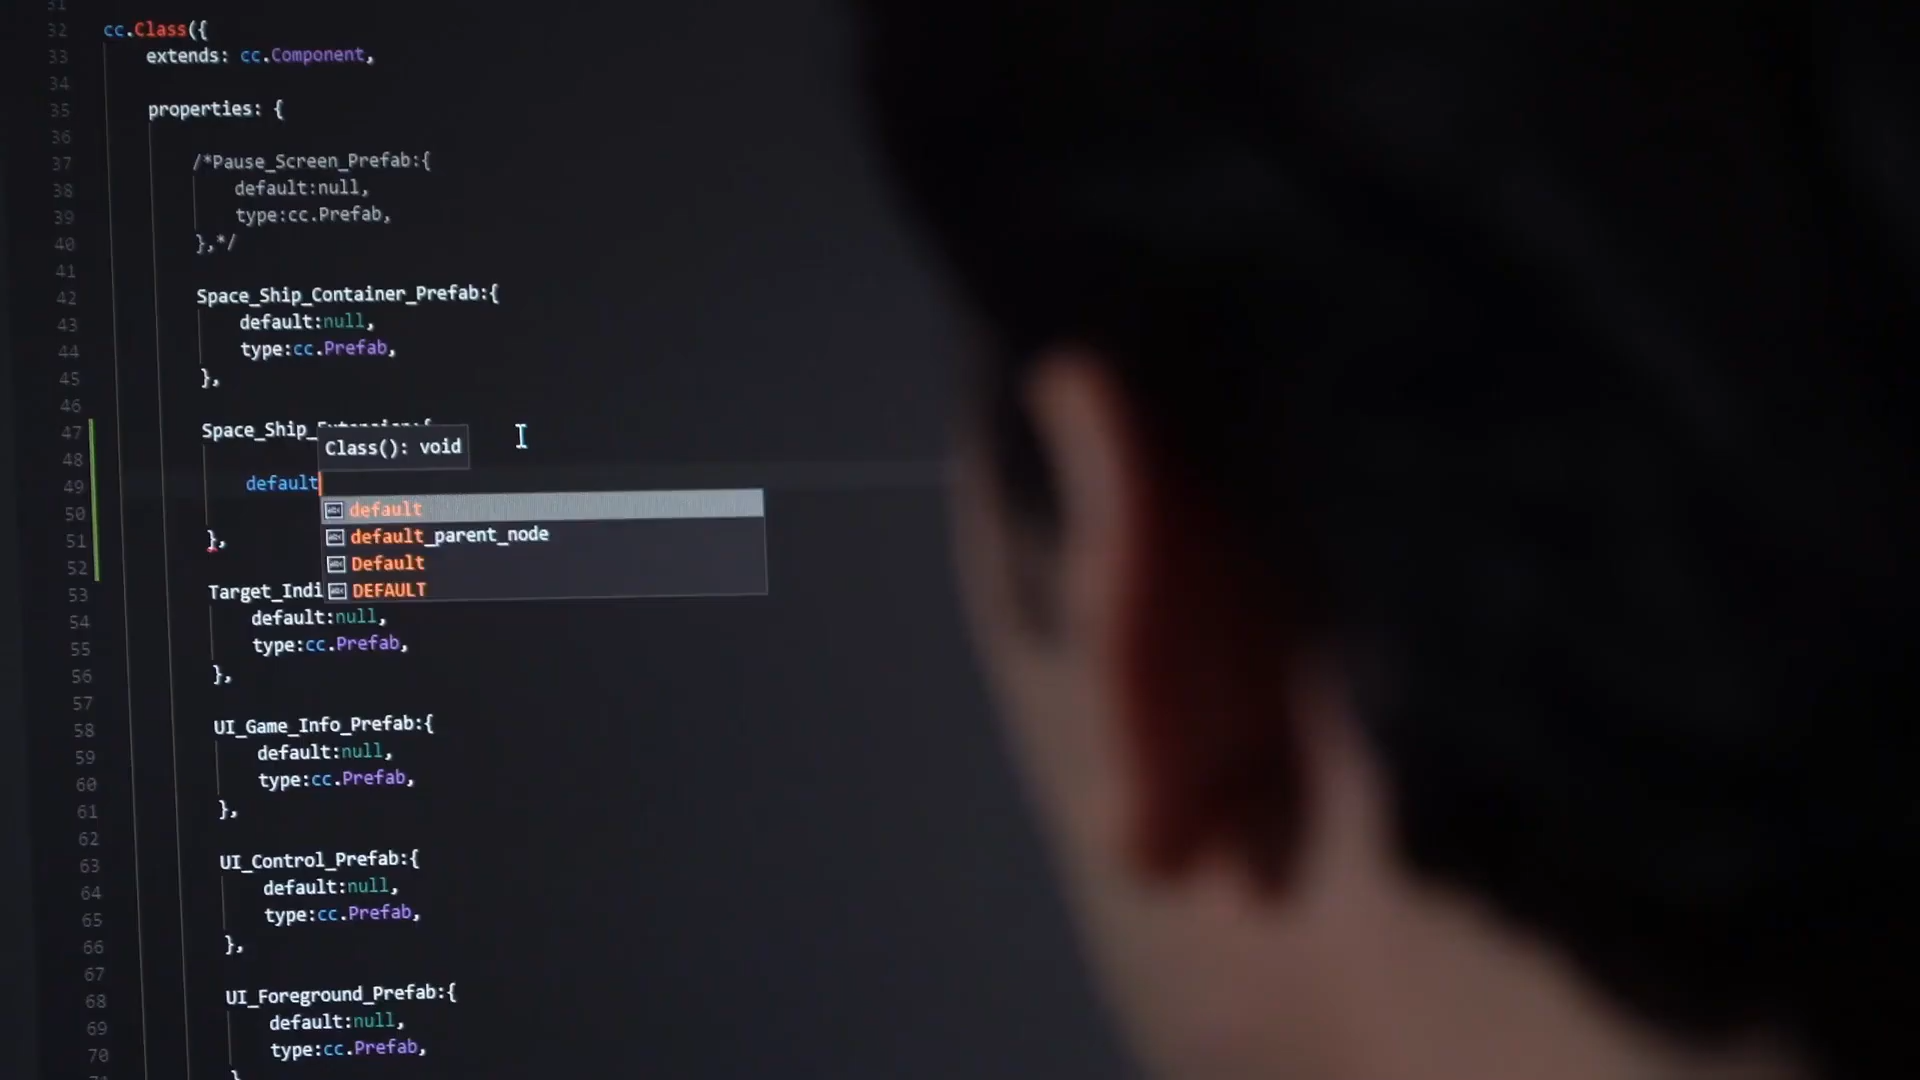 31
32 cc.Class({
33 extends: cc.Component,
34
35 properties: {
36
37 /*Pause_Screen_Prefab:{
38 default:null,
39 type:cc.Prefab,
40 },*/
41
42 Space_Ship_Container_Prefab:{
43 default:null,
44 type:cc.Prefab,
45 },
46
47 Space_Ship_Extension:{
Class(): void
48
49 default
default
50 default_parent_node
51 },
Default
52
DEFAULT
53 Target_Indi
54 default:null,
55 type:cc.Prefab,
56 },
57
58 UI_Game_Info_Prefab:{
59 default:null,
60 type:cc.Prefab,
61 },
62
63 UI_Control_Prefab:{
64 default:null,
65 type:cc.Prefab,
66 },
67
68 UI_Foreground_Prefab:{
69 default:null,
70 type:cc.Prefab,